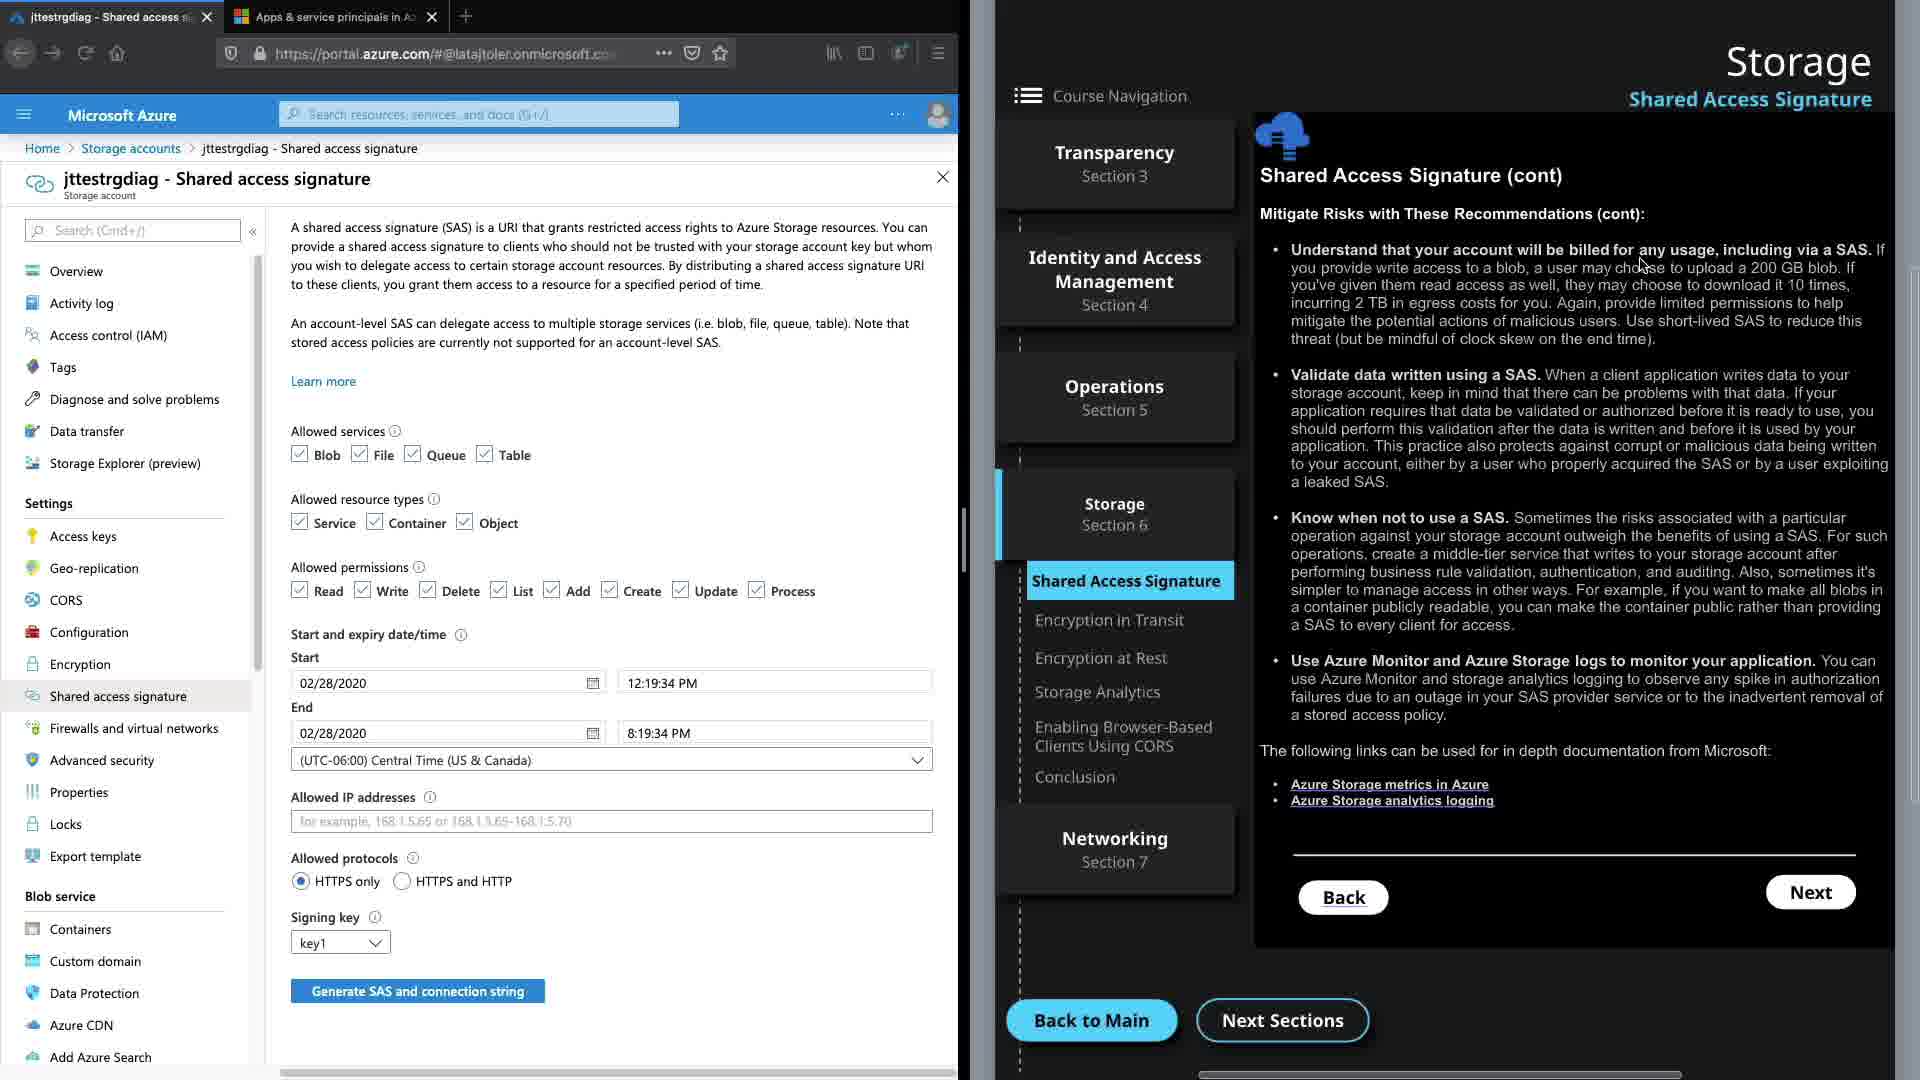 jttestrgdiag - Shared access s
Apps & service principals in Az
https://portal.azure.com/#@latajtoler.onmicrosoft.co
Microsoft Azure
Search resources, services, and docs (G+/)
Home > Storage accounts > jttestrgdiag - Shared access signature
jttestrgdiag - Shared access signature
Storage account
Search (Cmd+/)
Overview
Activity log
Access control (IAM)
Tags
Diagnose and solve problems
Data transfer
Storage Explorer (preview)
Settings
Access keys
Geo-replication
CORS
Configuration
Encryption
Shared access signature
Firewalls and virtual networks
Advanced security
Properties
Locks
Export template
Blob service
Containers
Custom domain
Data Protection
Azure CDN
Add Azure Search
A shared access signature (SAS) is a URI that grants restricted access rights to Azure Storage resources. You can
provide a shared access signature to clients who should not be trusted with your storage account key but whom
you wish to delegate access to certain storage account resources. By distributing a shared access signature URI
to these clients, you grant them access to a resource for a specified period of time.
An account-level SAS can delegate access to multiple storage services (i.e. blob, file, queue, table). Note that
stored access policies are currently not supported for an account-level SAS.
Learn more
Allowed services
Blob File Queue Table
Allowed resource types
Service Container Object
Allowed permissions
Read Write Delete List Add Create Update Process
Start and expiry date/time
Start
02/28/2020 12:19:34 PM
End
02/28/2020 8:19:34 PM
(UTC-06:00) Central Time (US & Canada)
Allowed IP addresses
for example, 168.1.5.65 or 168.1.5.65-168.1.5.70
Allowed protocols
HTTPS only HTTPS and HTTP
Signing key
key1
Generate SAS and connection string
Storage
Shared Access Signature
Course Navigation
Transparency
Section 3
Identity and Access
Management
Section 4
Operations
Section 5
Storage
Section 6
Shared Access Signature
Encryption in Transit
Encryption at Rest
Storage Analytics
Enabling Browser-Based
Clients Using CORS
Conclusion
Networking
Section 7
Back to Main
Next Sections
Shared Access Signature (cont)
Mitigate Risks with These Recommendations (cont):
• Understand that your account will be billed for any usage, including via a SAS. If
you provide write access to a blob, a user may choose to upload a 200 GB blob. If
you've given them read access as well, they may choose to download it 10 times,
incurring 2 TB in egress costs for you. Again, provide limited permissions to help
mitigate the potential actions of malicious users. Use short-lived SAS to reduce this
threat (but be mindful of clock skew on the end time).
• Validate data written using a SAS. When a client application writes data to your
storage account, keep in mind that there can be problems with that data. If your
application requires that data be validated or authorized before it is ready to use, you
should perform this validation after the data is written and before it is used by your
application. This practice also protects against corrupt or malicious data being written
to your account, either by a user who properly acquired the SAS or by a user exploiting
a leaked SAS.
• Know when not to use a SAS. Sometimes the risks associated with a particular
operation against your storage account outweigh the benefits of using a SAS. For such
operations, create a middle-tier service that writes to your storage account after
performing business rule validation, authentication, and auditing. Also, sometimes it's
simpler to manage access in other ways. For example, if you want to make all blobs in
a container publicly readable, you can make the container public rather than providing
a SAS to every client for access.
• Use Azure Monitor and Azure Storage logs to monitor your application. You can
use Azure Monitor and storage analytics logging to observe any spike in authorization
failures due to an outage in your SAS provider service or to the inadvertent removal of
a stored access policy.
The following links can be used for in depth documentation from Microsoft:
• Azure Storage metrics in Azure
• Azure Storage analytics logging
Back
Next